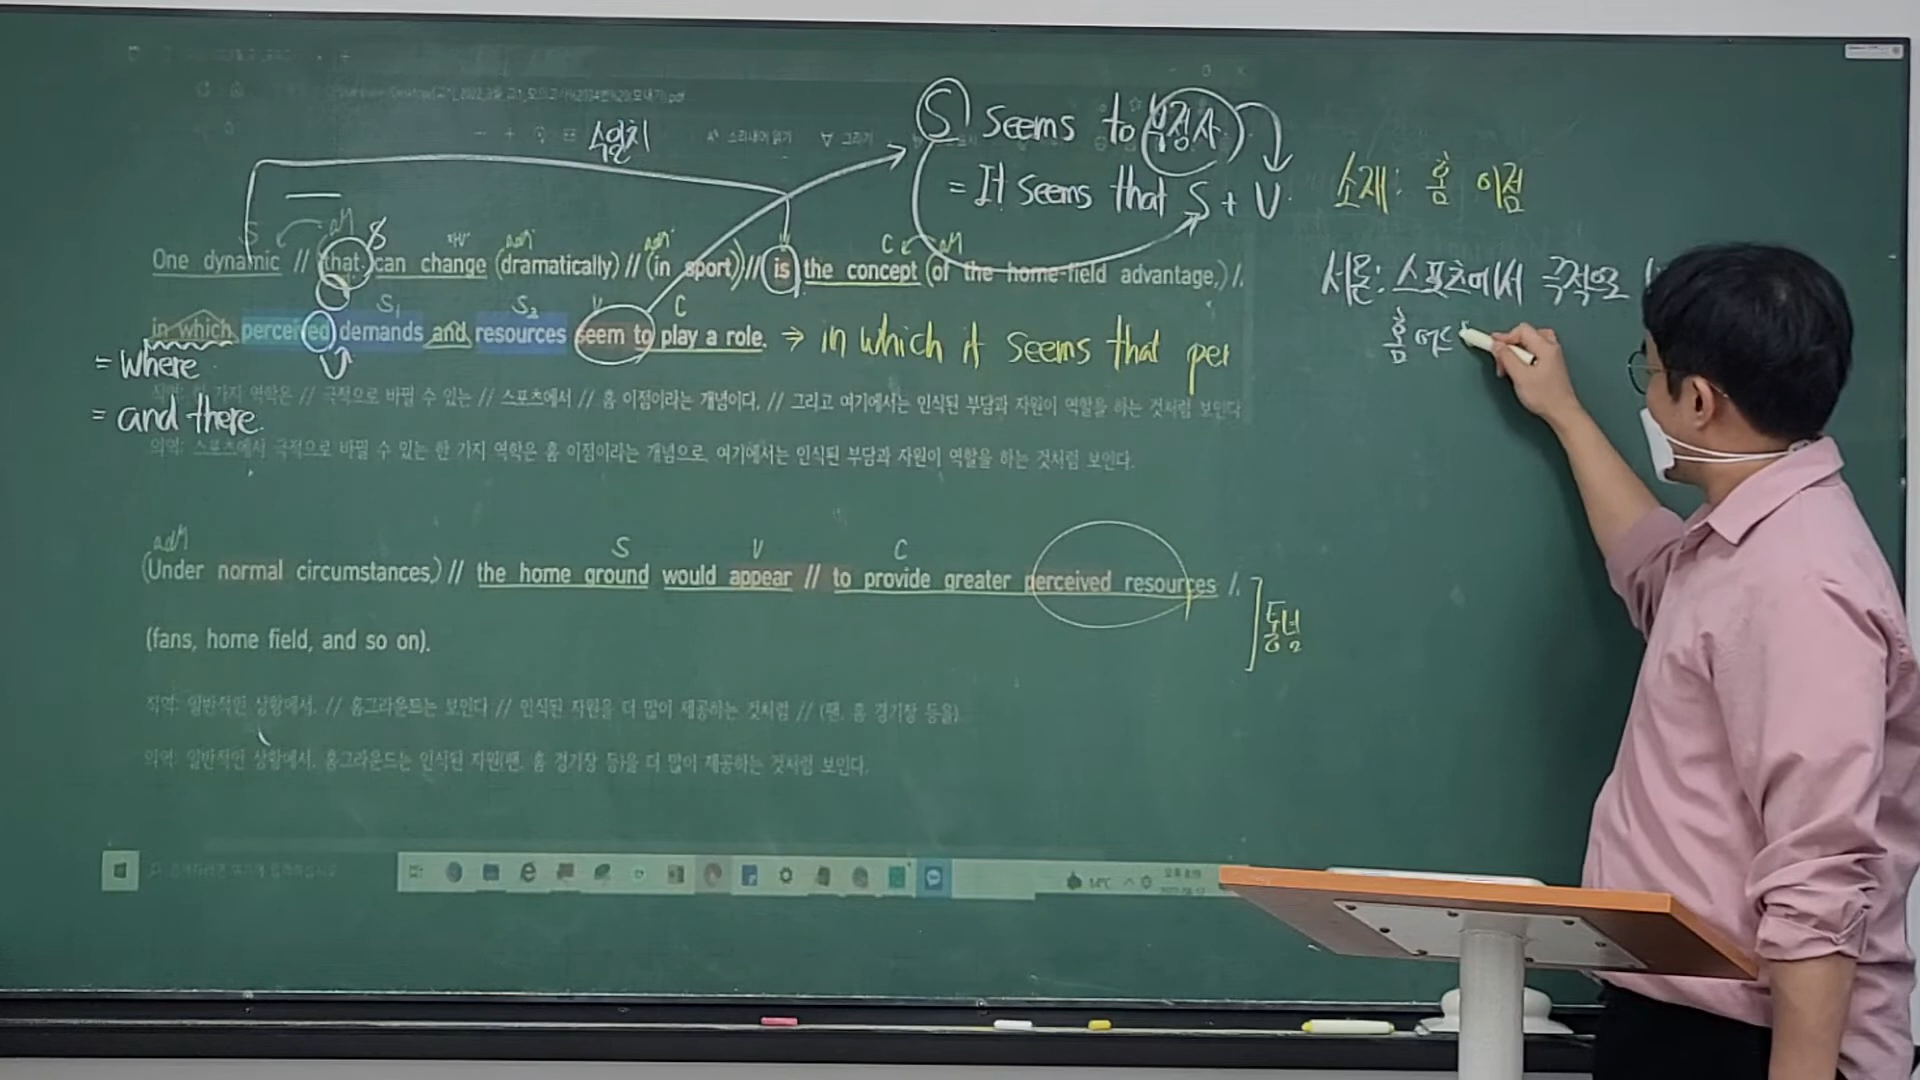 수일치
S seems to 부정사
= It seems that S + V
소재: 홈 이점
서론: 스포츠에서 극적으로
홈
S adj 8 adv adv C adj
One dynamic // (that can change (dramatically) // (in sport)) // is the concept (of the home-field advantage,) /.
S₁ S₂ V C
in which perceived demands and resources seem to play a role. → in which it seems that per
= where
= and there.
직역: 한 가지 역학은 // 극적으로 바뀔 수 있는 // 스포츠에서 // 홈 이점이라는 개념이다, // 그리고 여기에서는 인식된 부담과 자원이 역할을 하는 것처럼 보인다
의역: 스포츠에서 극적으로 바뀔 수 있는 한 가지 역학은 홈 이점이라는 개념으로, 여기에서는 인식된 부담과 자원이 역할을 하는 것처럼 보인다.
adM S V C
(Under normal circumstances,) // the home ground would appear // to provide greater perceived resources /.
(fans, home field, and so on).
직역: 일반적인 상황에서, // 홈그라운드는 보인다 // 인식된 자원을 더 많이 제공하는 것처럼 // (팬, 홈 경기장 등을)
의역: 일반적인 상황에서, 홈그라운드는 인식된 자원(팬, 홈 경기장 등)을 더 많이 제공하는 것처럼 보인다.
통념
14℃